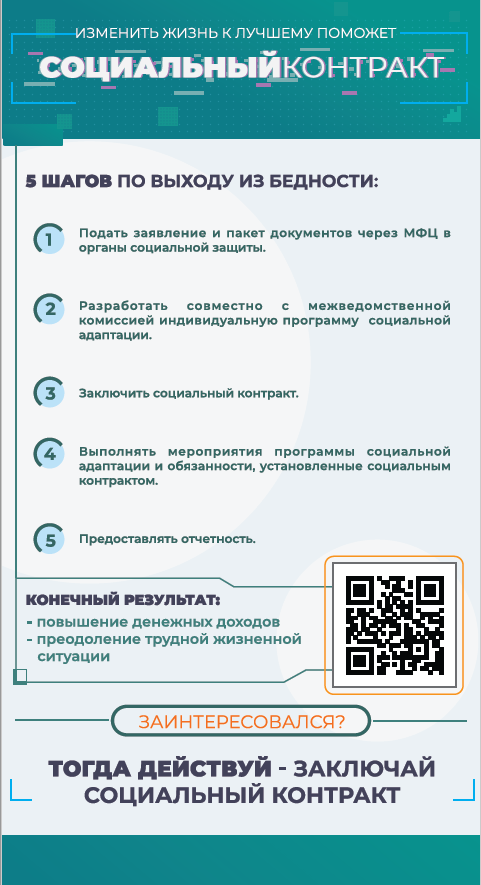 ИЗМЕНИТЬ ЖИЗНЬ К ЛУЧШЕМУ ПОМОЖЕТ
СОЦИАЛЬНЫЙКОНТРАКТ
5 ШАГОВ ПО ВЫХОДУ ИЗ БЕДНОСТИ:
1
Подать заявление и пакет документов через МФЦ в
органы социальной защиты.
2
Разработать совместно с межведомственной
комиссией индивидуальную программу социальной
адаптации.
3
Заключить социальный контракт.
4
Выполнять мероприятия программы социальной
адаптации и обязанности, установленные социальным
контрактом.
5
Предоставлять отчетность.
КОНЕЧНЫЙ РЕЗУЛЬТАТ:
- повышение денежных доходов
- преодоление трудной жизненной
ситуации
ЗАИНТЕРЕСОВАЛСЯ?
ТОГДА ДЕЙСТВУЙ - ЗАКЛЮЧАЙ
СОЦИАЛЬНЫЙ КОНТРАКТ